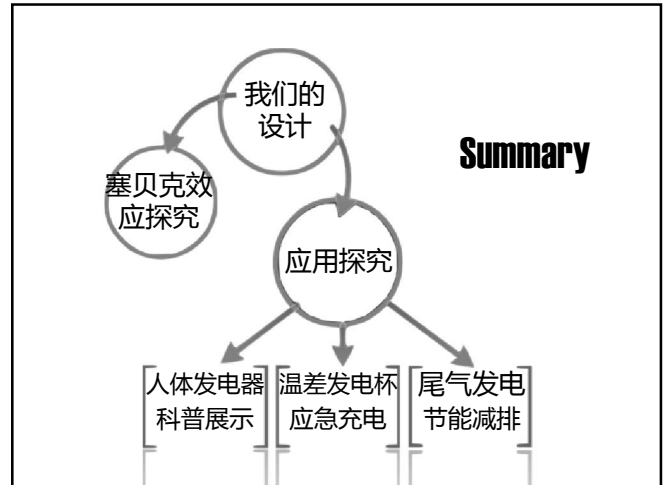 我们的
设计
Summary
塞贝克效
应探究
应用探究
人体发电器
科普展示
温差发电杯
应急充电
尾气发电
节能减排